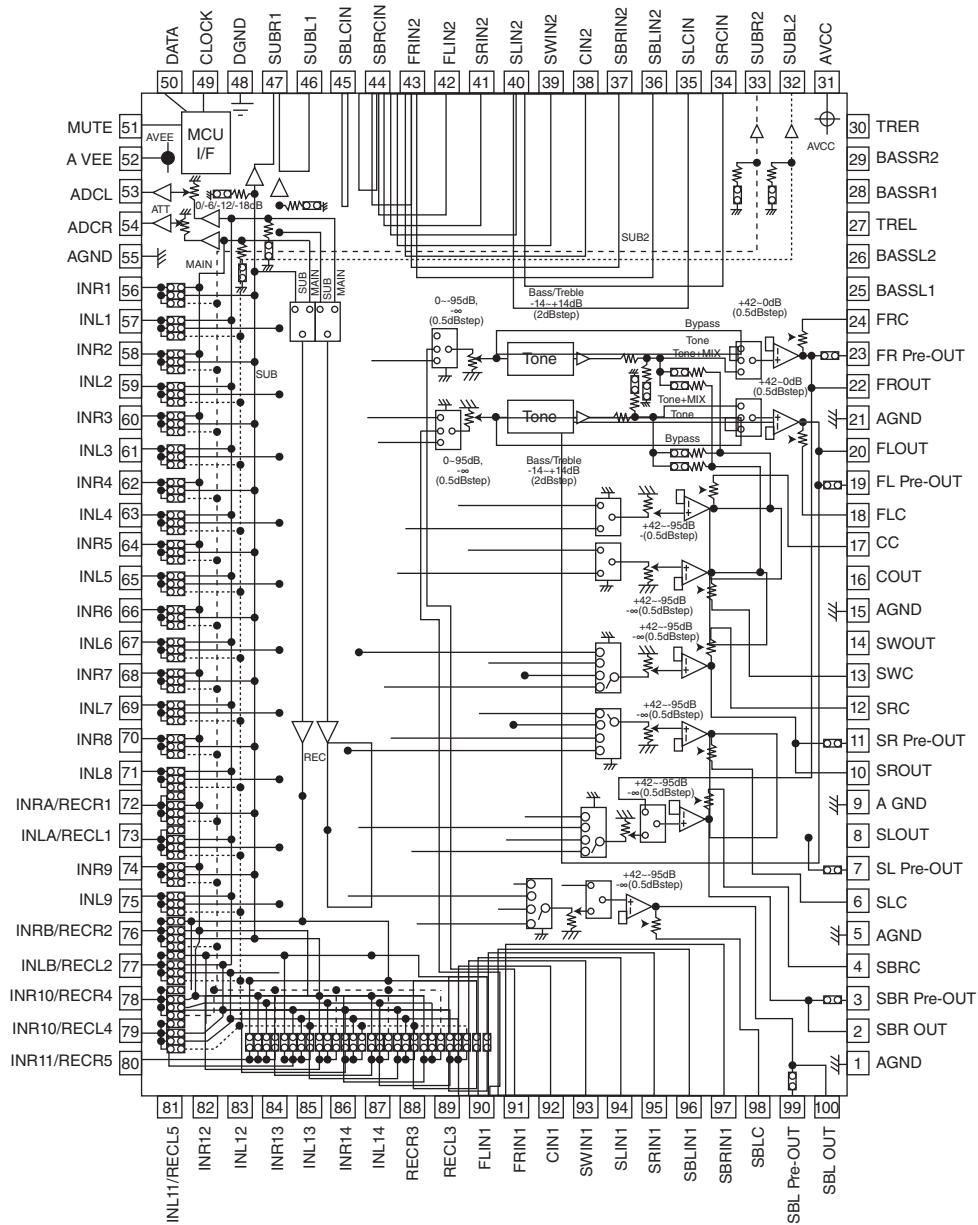 DATA
CLOCK
DGND
SUBR1
SUBL1
SBLCIN
SBRCIN
FRIN2
FLIN2
SRIN2
SLIN2
SWIN2
CIN2
SBRIN2
SBLIN2
SLCIN
SRCIN
SUBR2
SUBL2
AVCC
50 49 48 47 46 45 44 43 42 41 40 39 38 37 36 35 34 33 32 31
MUTE 51
A VEE 52
ADCL 53
ADCR 54
AGND 55
INR1 56
INL1 57
INR2 58
INL2 59
INR3 60
INL3 61
INR4 62
INL4 63
INR5 64
INL5 65
INR6 66
INL6 67
INR7 68
INL7 69
INR8 70
INL8 71
INRA/RECR1 72
INLA/RECL1 73
INR9 74
INL9 75
INRB/RECR2 76
INLB/RECL2 77
INR10/RECR4 78
INR10/RECL4 79
INR11/RECR5 80
AVEE
MCU
I/F
0/-6/-12/-18dB
ATT
MAIN
SUB
MAIN
SUB
MAIN
SUB
REC
SUB2
AVCC
0~-95dB,
-∞
(0.5dBstep)
Bass/Treble
-14~+14dB
(2dBstep)
+42~0dB
(0.5dBstep)
Bypass
Tone
Tone
Tone+MIX
+42~0dB
(0.5dBstep)
Tone+MIX
Tone
Tone
Bypass
0~-95dB,
-∞
(0.5dBstep)
Bass/Treble
-14~+14dB
(2dBstep)
+42~-95dB
-(0.5dBstep)
+42~-95dB
-∞(0.5dBstep)
+42~-95dB
-∞(0.5dBstep)
+42~-95dB
-∞(0.5dBstep)
+42~-95dB
-∞(0.5dBstep)
+42~-95dB
-∞(0.5dBstep)
30 TRER
29 BASSR2
28 BASSR1
27 TREL
26 BASSL2
25 BASSL1
24 FRC
23 FR Pre-OUT
22 FROUT
21 AGND
20 FLOUT
19 FL Pre-OUT
18 FLC
17 CC
16 COUT
15 AGND
14 SWOUT
13 SWC
12 SRC
11 SR Pre-OUT
10 SROUT
9 A GND
8 SLOUT
7 SL Pre-OUT
6 SLC
5 AGND
4 SBRC
3 SBR Pre-OUT
2 SBR OUT
1 AGND
81 82 83 84 85 86 87 88 89 90 91 92 93 94 95 96 97 98 99 100
INL11/RECL5
INR12
INL12
INR13
INL13
INR14
INL14
RECR3
RECL3
FLIN1
FRIN1
CIN1
SWIN1
SLIN1
SRIN1
SBLIN1
SBRIN1
SBLC
SBL Pre-OUT
SBL OUT